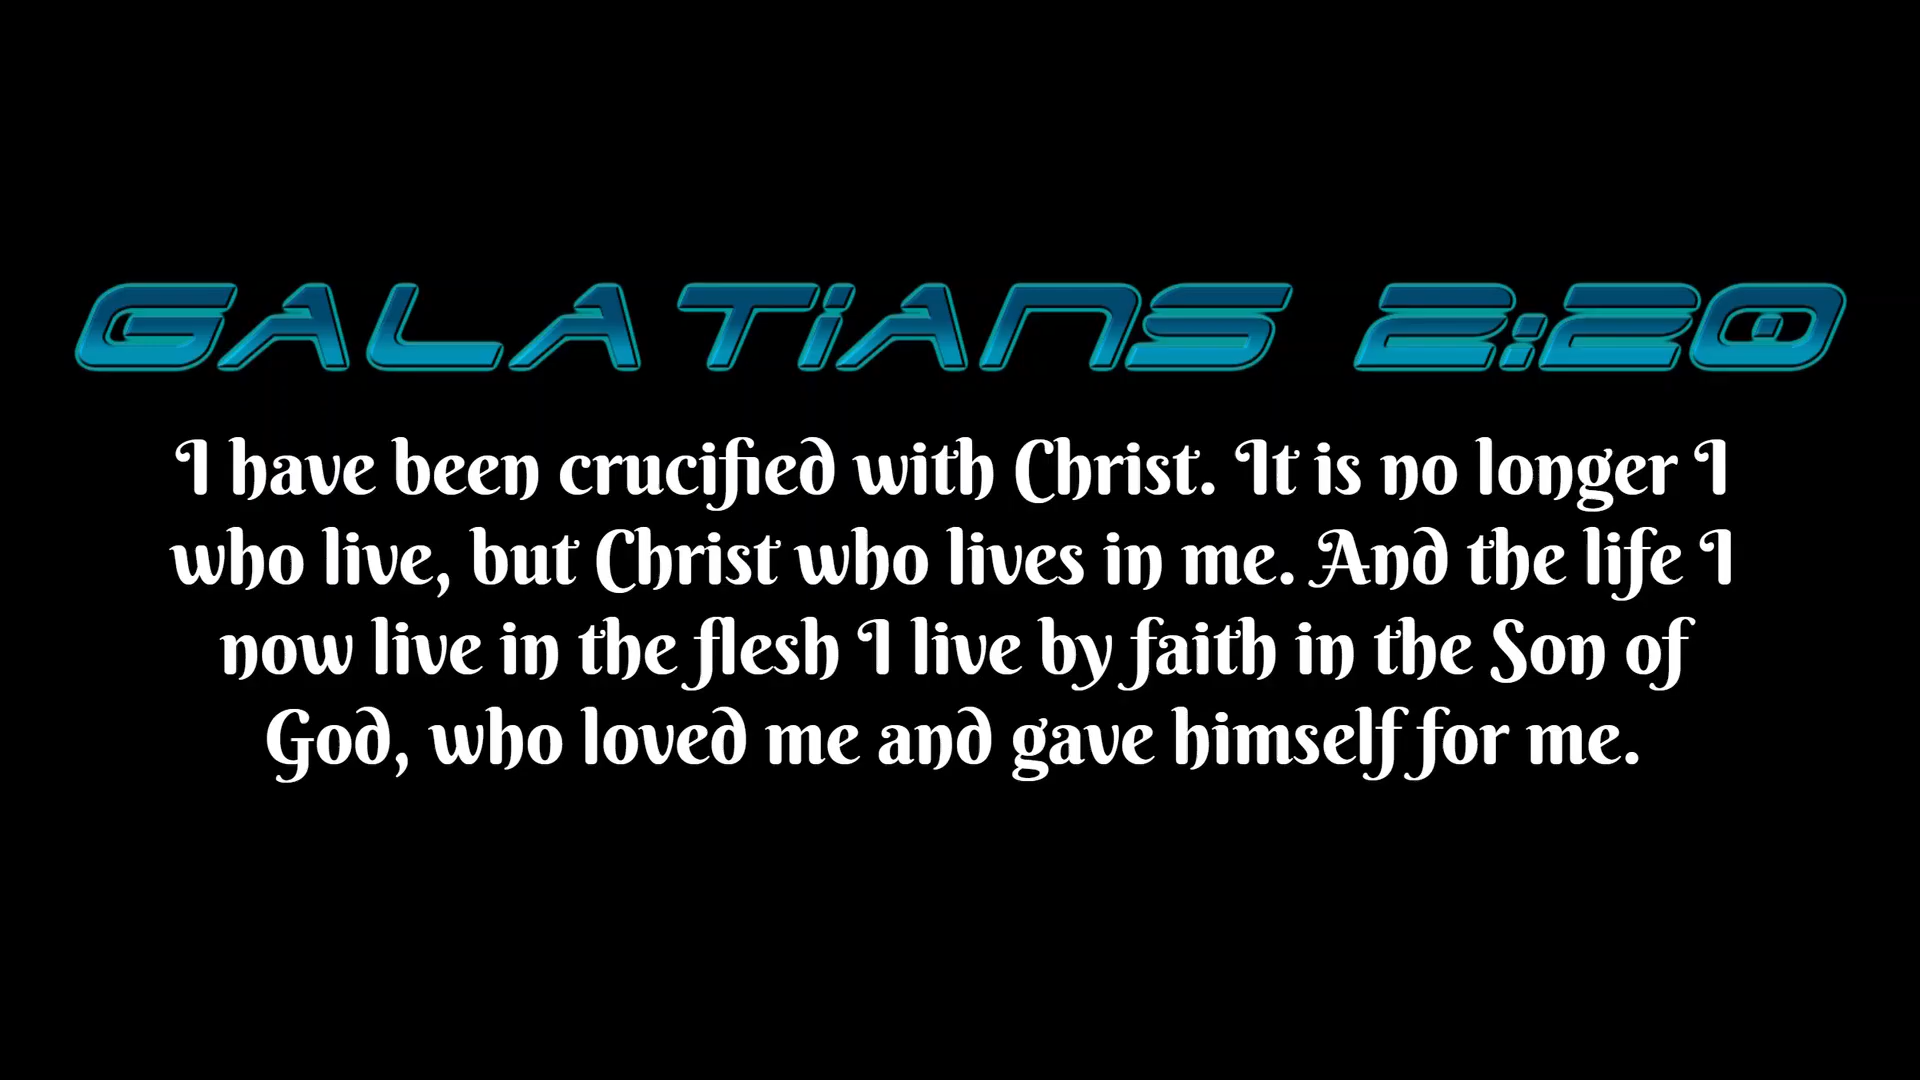 GALATIANS 2:20
I have been crucified with Christ. It is no longer I
who live, but Christ who lives in me. And the life I
now live in the flesh I live by faith in the Son of
God, who loved me and gave himself for me.